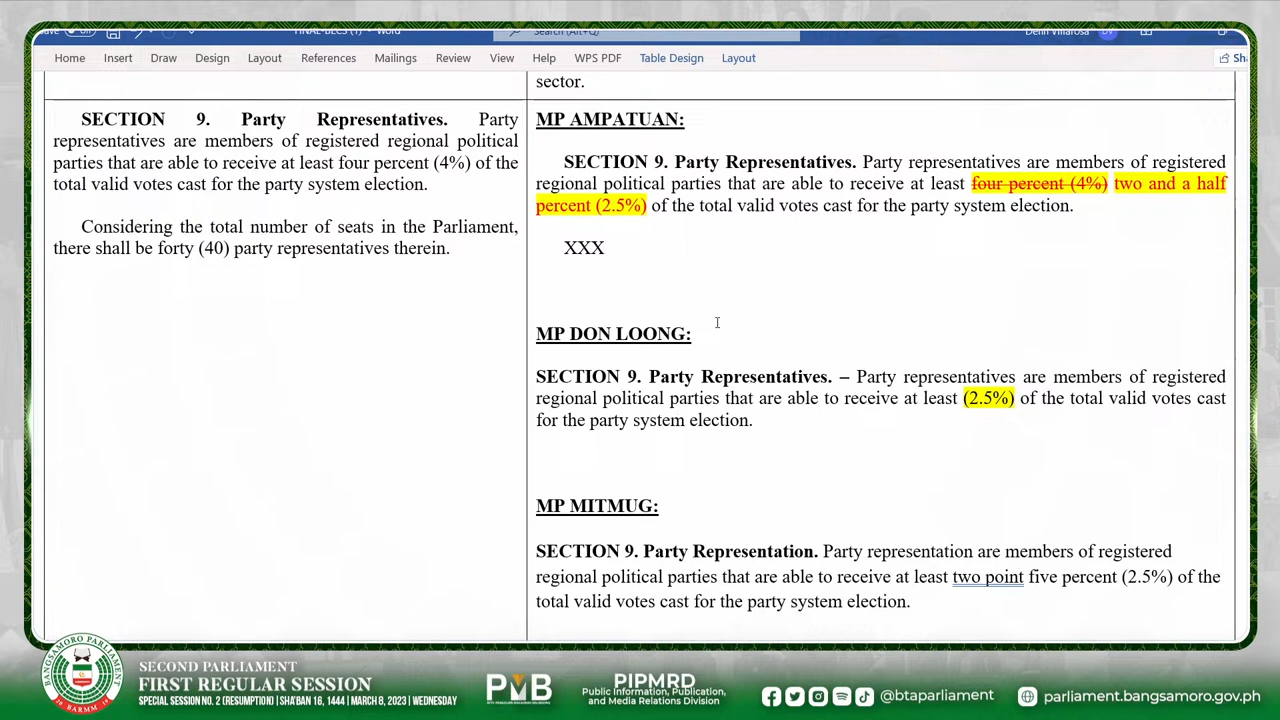 Search (Alt+Q)
Home Insert Draw Design Layout References Mailings Review View Help WPS PDF Table Design Layout
sector.
SECTION 9. Party Representatives. Party
representatives are members of registered regional political
parties that are able to receive at least four percent (4%) of the
total valid votes cast for the party system election.
Considering the total number of seats in the Parliament,
there shall be forty (40) party representatives therein.
MP AMPATUAN:
SECTION 9. Party Representatives. Party representatives are members of registered
regional political parties that are able to receive at least four percent (4%) two and a half
percent (2.5%) of the total valid votes cast for the party system election.
XXX
MP DON LOONG:
SECTION 9. Party Representatives. – Party representatives are members of registered
regional political parties that are able to receive at least (2.5%) of the total valid votes cast
for the party system election.
MP MITMUG:
SECTION 9. Party Representation. Party representation are members of registered
regional political parties that are able to receive at least two point five percent (2.5%) of the
total valid votes cast for the party system election.
BANGSAMORO PARLIAMENT
BARMM
SECOND PARLIAMENT
FIRST REGULAR SESSION
SPECIAL SESSION NO. 2 (RESUMPTION) | SHA'BAN 16, 1444 | MARCH 8, 2023 | WEDNESDAY
PMB
PIPMRD
Public Information, Publication,
and Media Relations Division
@btaparliament
parliament.bangsamoro.gov.ph